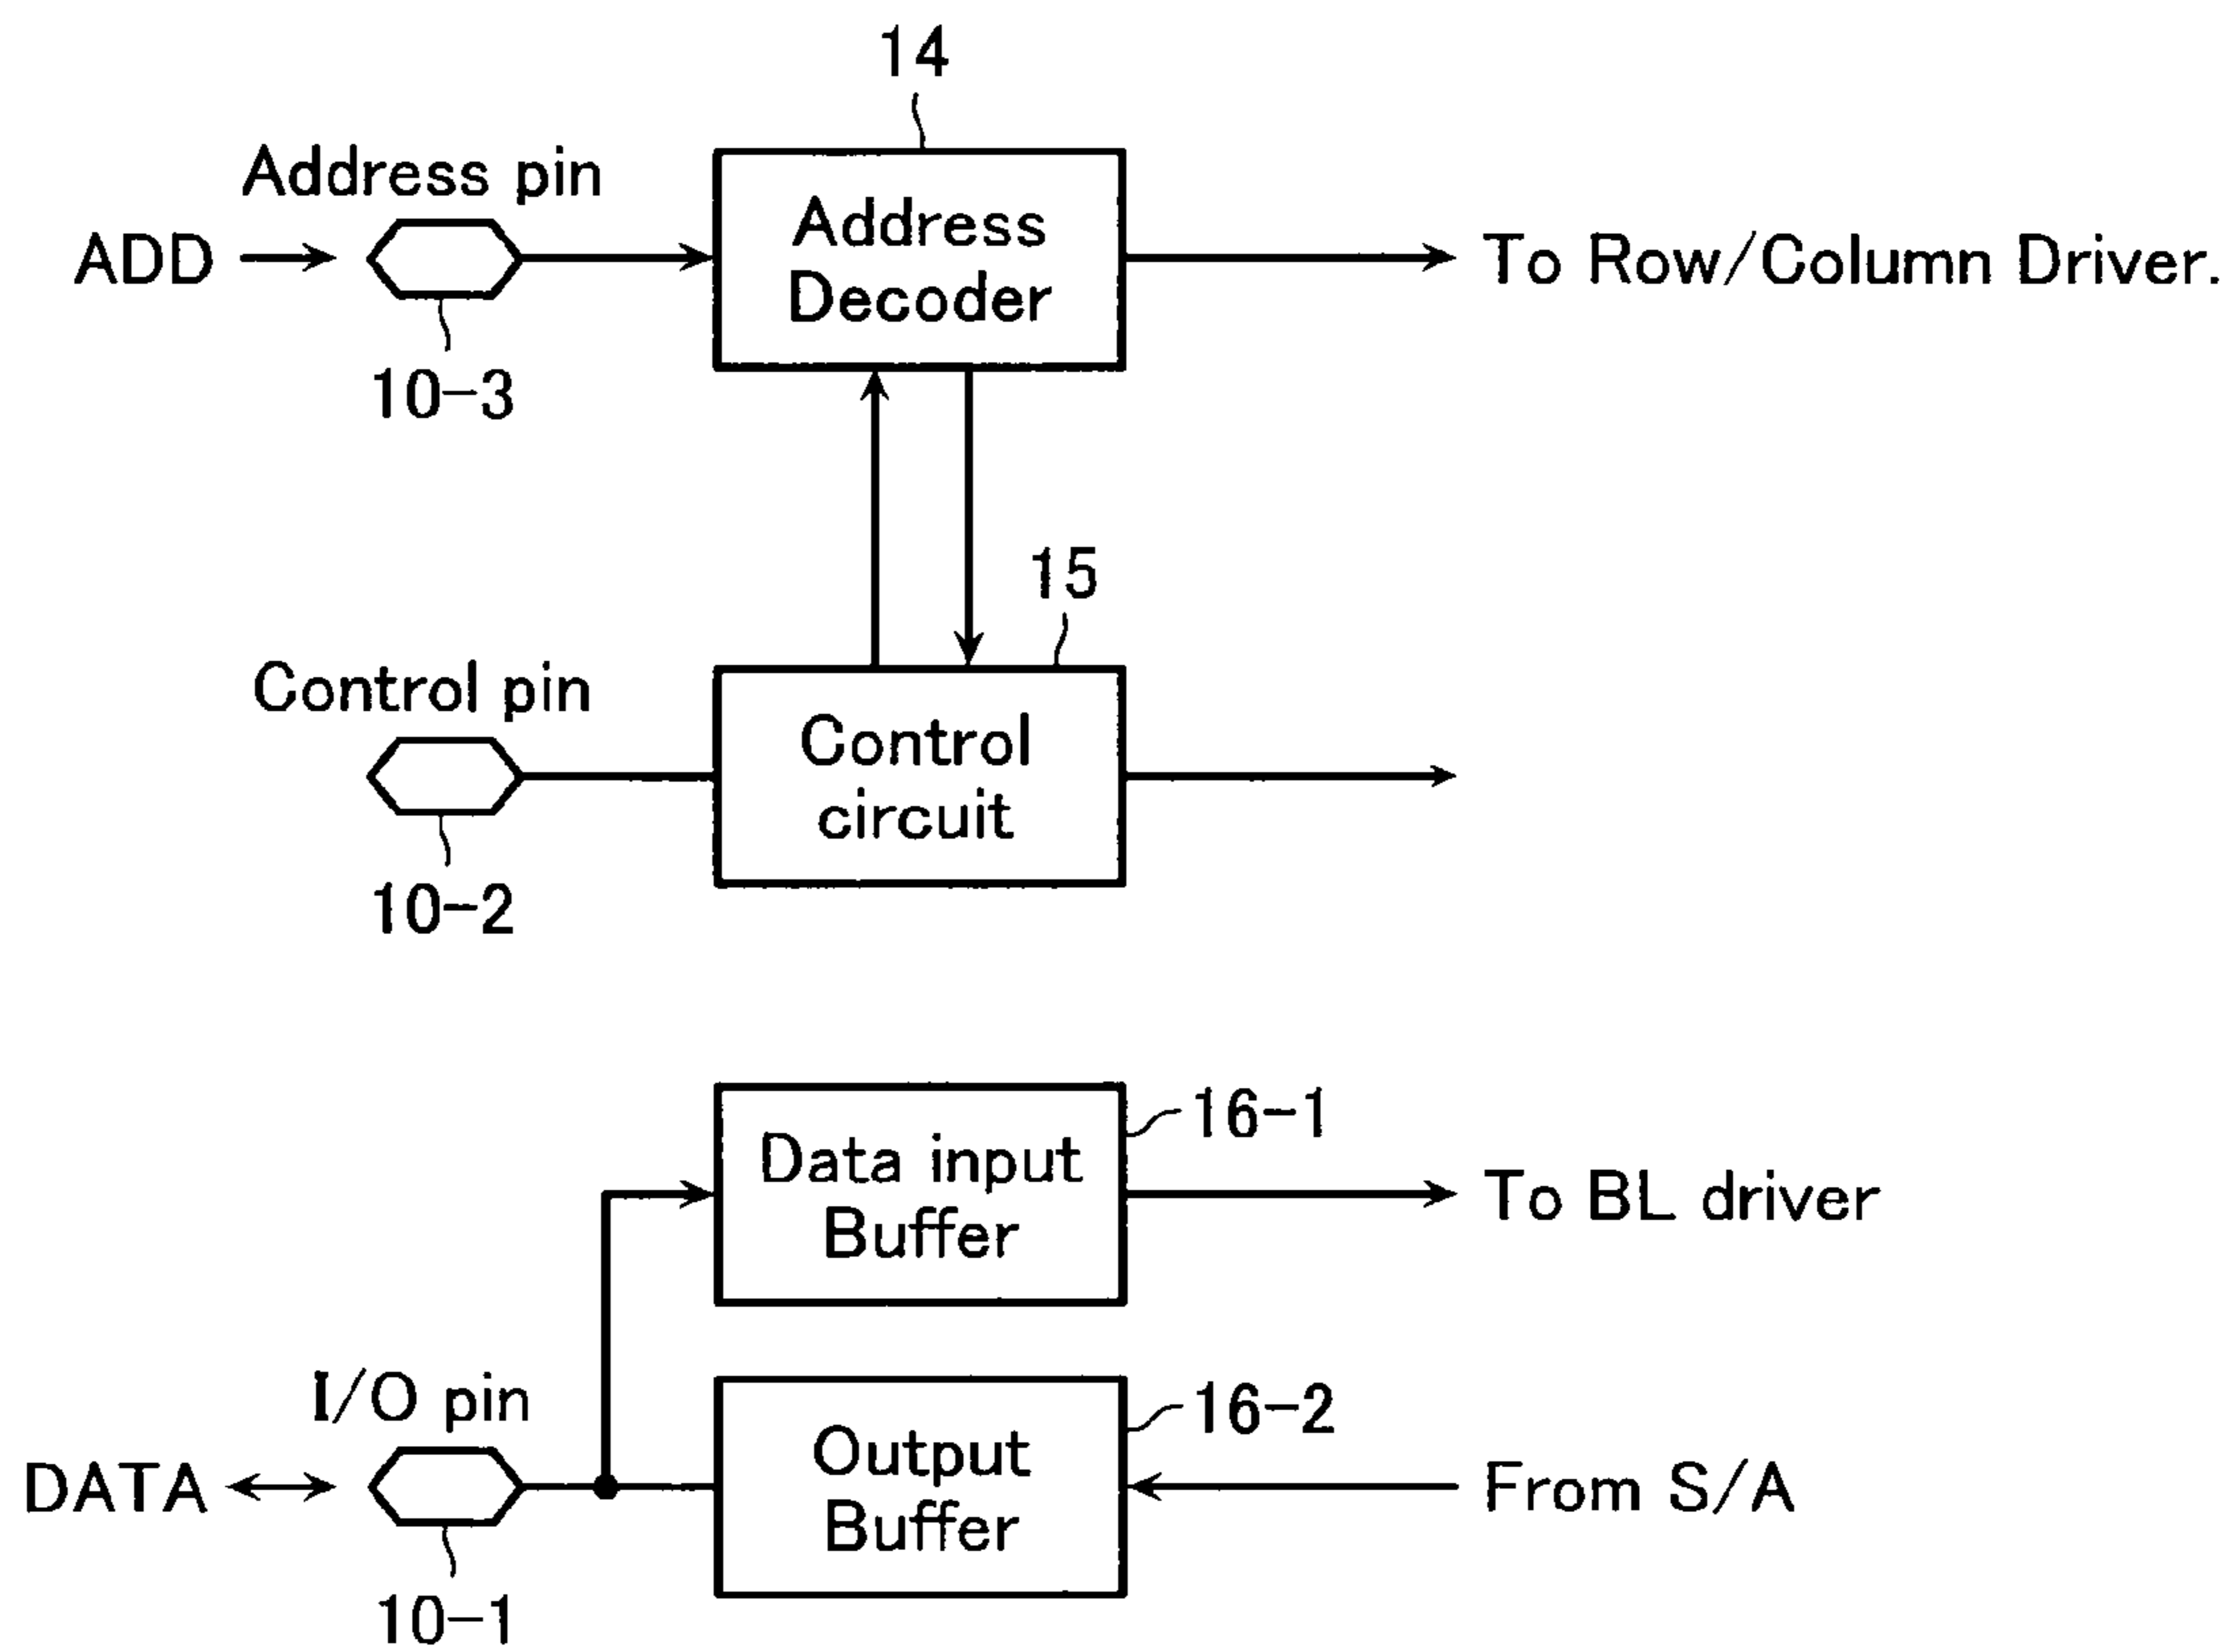 14
Address pin
ADD
Address
Decoder
To Row/Column Driver.
10-3
15
Control pin
Control
circuit
10-2
16-1
Data input
Buffer
To BL driver
I/O pin
16-2
Output
Buffer
DATA
From S/A
10-1